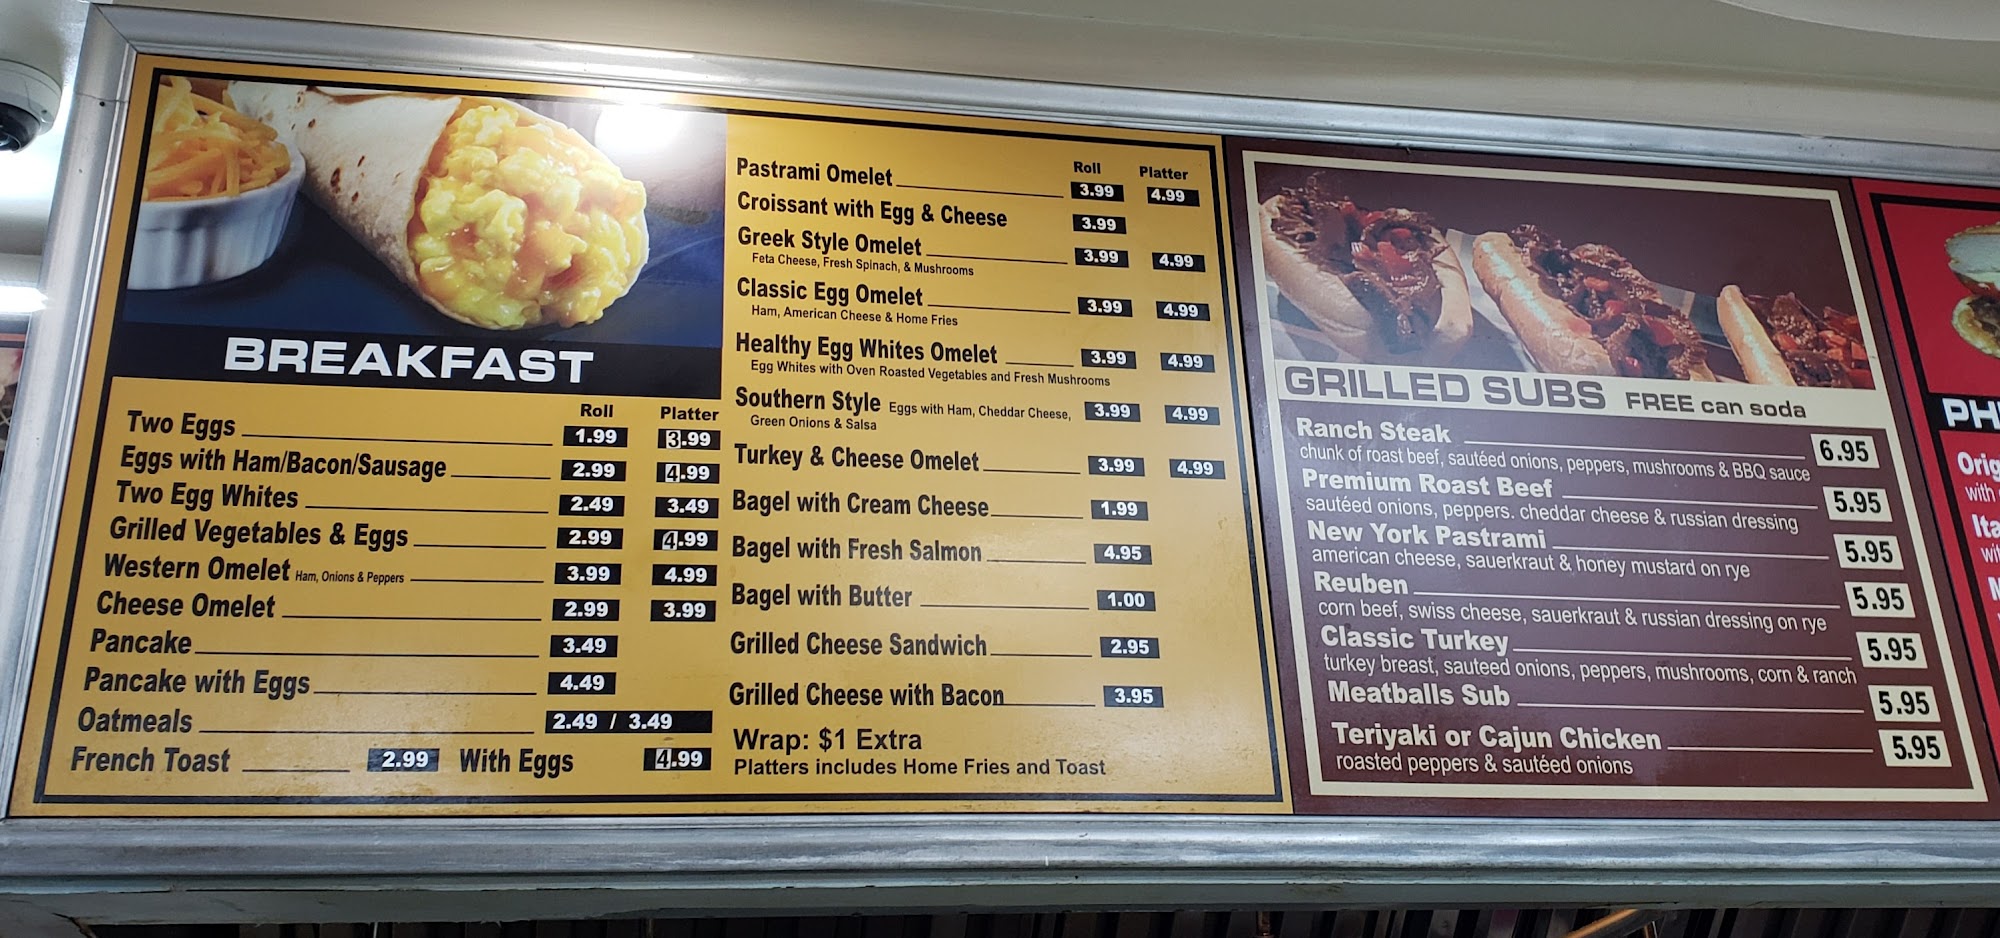 BREAKFAST
Roll Platter
Two Eggs 1.99 3.99
Eggs with Ham/Bacon/Sausage 2.99 4.99
Two Egg Whites 2.49 3.49
Grilled Vegetables & Eggs 2.99 4.99
Western Omelet Ham, Onions & Peppers 3.99 4.99
Cheese Omelet 2.99 3.99
Pancake 3.49
Pancake with Eggs 4.49
Oatmeals 2.49 / 3.49
French Toast 2.99 With Eggs 4.99
Roll Platter
Pastrami Omelet 3.99 4.99
Croissant with Egg & Cheese 3.99
Greek Style Omelet 3.99 4.99
Feta Cheese, Fresh Spinach, & Mushrooms
Classic Egg Omelet 3.99 4.99
Ham, American Cheese & Home Fries
Healthy Egg Whites Omelet 3.99 4.99
Egg Whites with Oven Roasted Vegetables and Fresh Mushrooms
Southern Style Eggs with Ham, Cheddar Cheese, 3.99 4.99
Green Onions & Salsa
Turkey & Cheese Omelet 3.99 4.99
Bagel with Cream Cheese 1.99
Bagel with Fresh Salmon 4.95
Bagel with Butter 1.00
Grilled Cheese Sandwich 2.95
Grilled Cheese with Bacon 3.95
Wrap: $1 Extra
Platters includes Home Fries and Toast
GRILLED SUBS FREE can soda
Ranch Steak 6.95
chunk of roast beef, sautéed onions, peppers, mushrooms & BBQ sauce
Premium Roast Beef 5.95
sautéed onions, peppers. cheddar cheese & russian dressing
New York Pastrami 5.95
american cheese, sauerkraut & honey mustard on rye
Reuben 5.95
corn beef, swiss cheese, sauerkraut & russian dressing on rye
Classic Turkey 5.95
turkey breast, sauteed onions, peppers, mushrooms, corn & ranch
Meatballs Sub 5.95
Teriyaki or Cajun Chicken 5.95
roasted peppers & sautéed onions
PH
Orig
with
Ita
wit